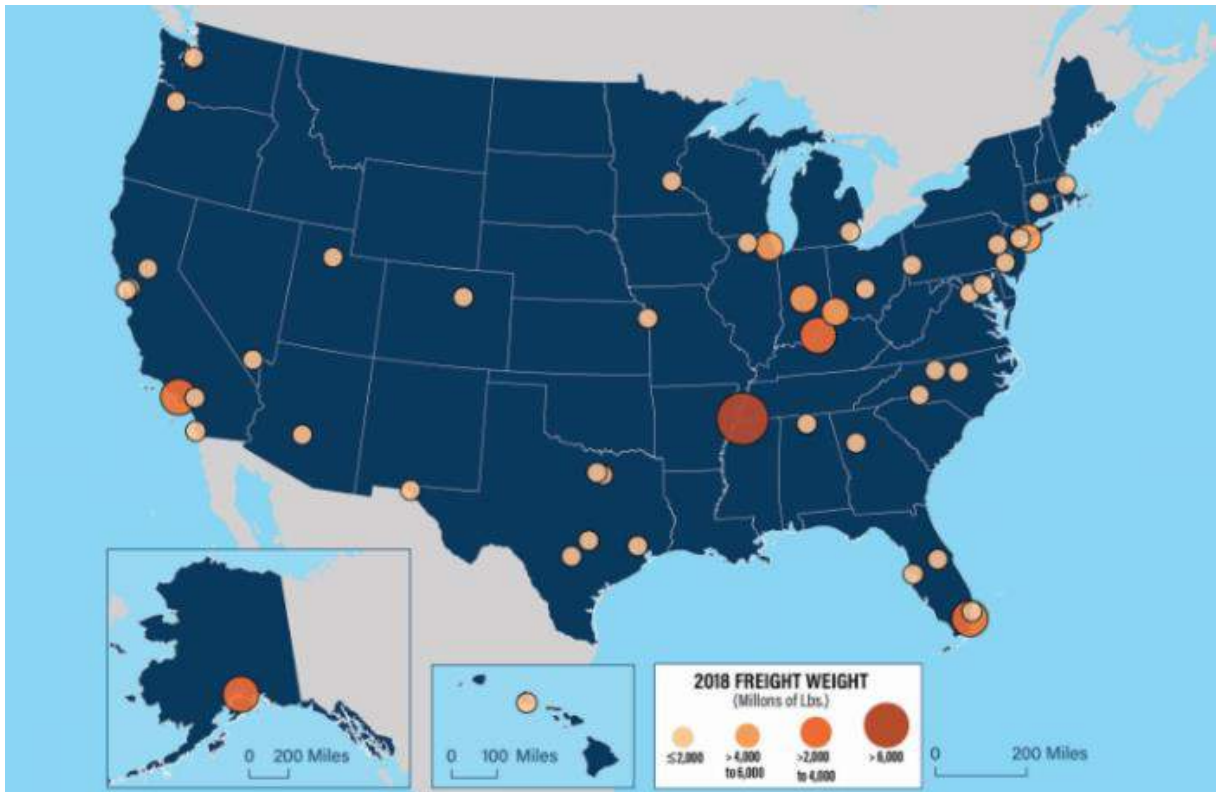 2018 FREIGHT WEIGHT
(Millons of Lbs.)
≤2,000
>4,000
to 6,000
>2,000
to 4,000
>6,000
0 200 Miles
0 100 Miles
0 200 Miles